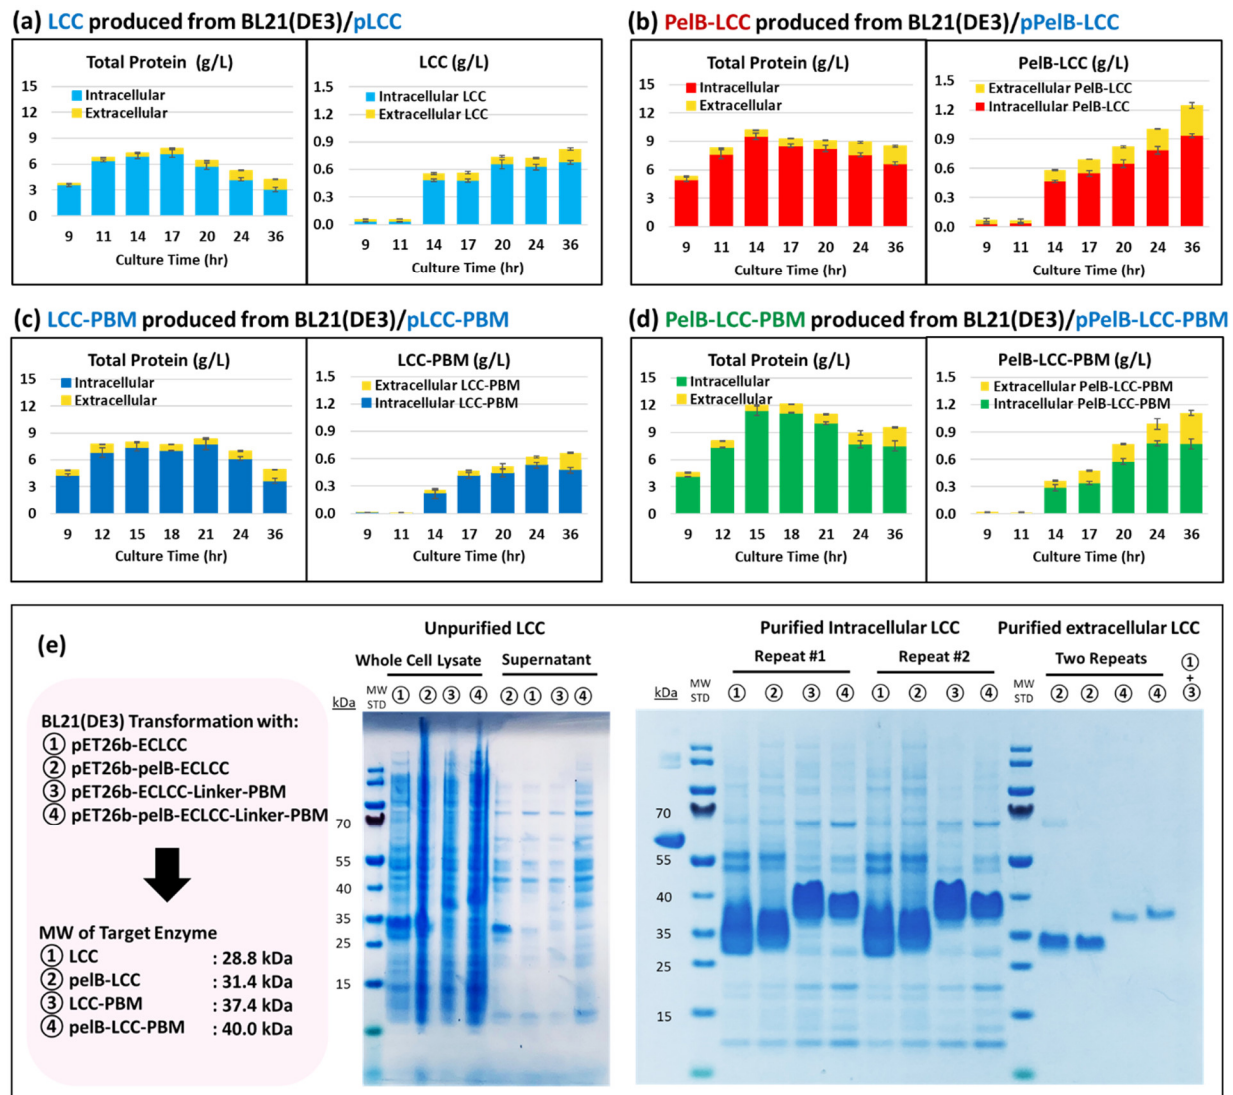 (a) LCC produced from BL21(DE3)/pLCC
Total Protein (g/L)
15
12
9
6
3
0
Intracellular
Extracellular
9 11 14 17 20 24 36
Culture Time (hr)
LCC (g/L)
1.5
1.2
0.9
0.6
0.3
0.0
Intracellular LCC
Extracellular LCC
9 11 14 17 20 24 36
Culture Time (hr)
(b) PelB-LCC produced from BL21(DE3)/pPelB-LCC
Total Protein (g/L)
15
12
9
6
3
0
Intracellular
Extracellular
9 11 14 17 20 24 36
Culture Time (hr)
PelB-LCC (g/L)
1.5
1.2
0.9
0.6
0.3
0.0
Extracellular PelB-LCC
Intracellular PelB-LCC
9 11 14 17 20 24 36
Culture Time (hr)
(c) LCC-PBM produced from BL21(DE3)/pLCC-PBM
Total Protein (g/L)
15
12
9
6
3
0
Intracellular
Extracellular
9 12 15 18 21 24 36
Culture Time (hr)
LCC-PBM (g/L)
1.5
1.2
0.9
0.6
0.3
0.0
Extracellular LCC-PBM
Intracellular LCC-PBM
9 11 14 17 20 24 36
Culture Time (hr)
(d) PelB-LCC-PBM produced from BL21(DE3)/pPelB-LCC-PBM
Total Protein (g/L)
15
12
9
6
3
0
Intracellular
Extracellular
9 12 15 18 21 24 36
Culture Time (hr)
PelB-LCC-PBM (g/L)
1.5
1.2
0.9
0.6
0.3
0.0
Extracellular PelB-LCC-PBM
Intracellular PelB-LCC-PBM
9 11 14 17 20 24 36
Culture Time (hr)
(e)
BL21(DE3) Transformation with:
① pET26b-ECLCC
② pET26b-pelB-ECLCC
③ pET26b-ECLCC-Linker-PBM
④ pET26b-pelB-ECLCC-Linker-PBM
MW of Target Enzyme
① LCC : 28.8 kDa
② pelB-LCC : 31.4 kDa
③ LCC-PBM : 37.4 kDa
④ pelB-LCC-PBM : 40.0 kDa
Unpurified LCC
Whole Cell Lysate Supernatant
kDa
MW
STD
① ② ③ ④ ② ① ③ ④
70
55
40
35
25
15
Purified Intracellular LCC
Repeat #1 Repeat #2
kDa
MW
STD
① ② ③ ④ ① ② ③ ④
70
55
40
35
25
15
Purified extracellular LCC
Two Repeats
MW
STD
② ② ④ ④
①
+
③